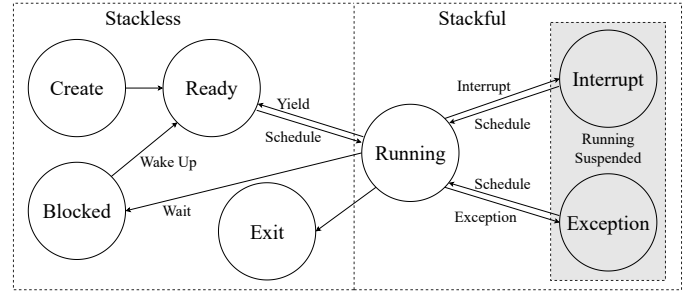 Stackless
Stackful
Create
Ready
Yield
Schedule
Interrupt
Schedule
Interrupt
Running
Running
Suspended
Wake Up
Blocked
Wait
Exit
Schedule
Exception
Exception